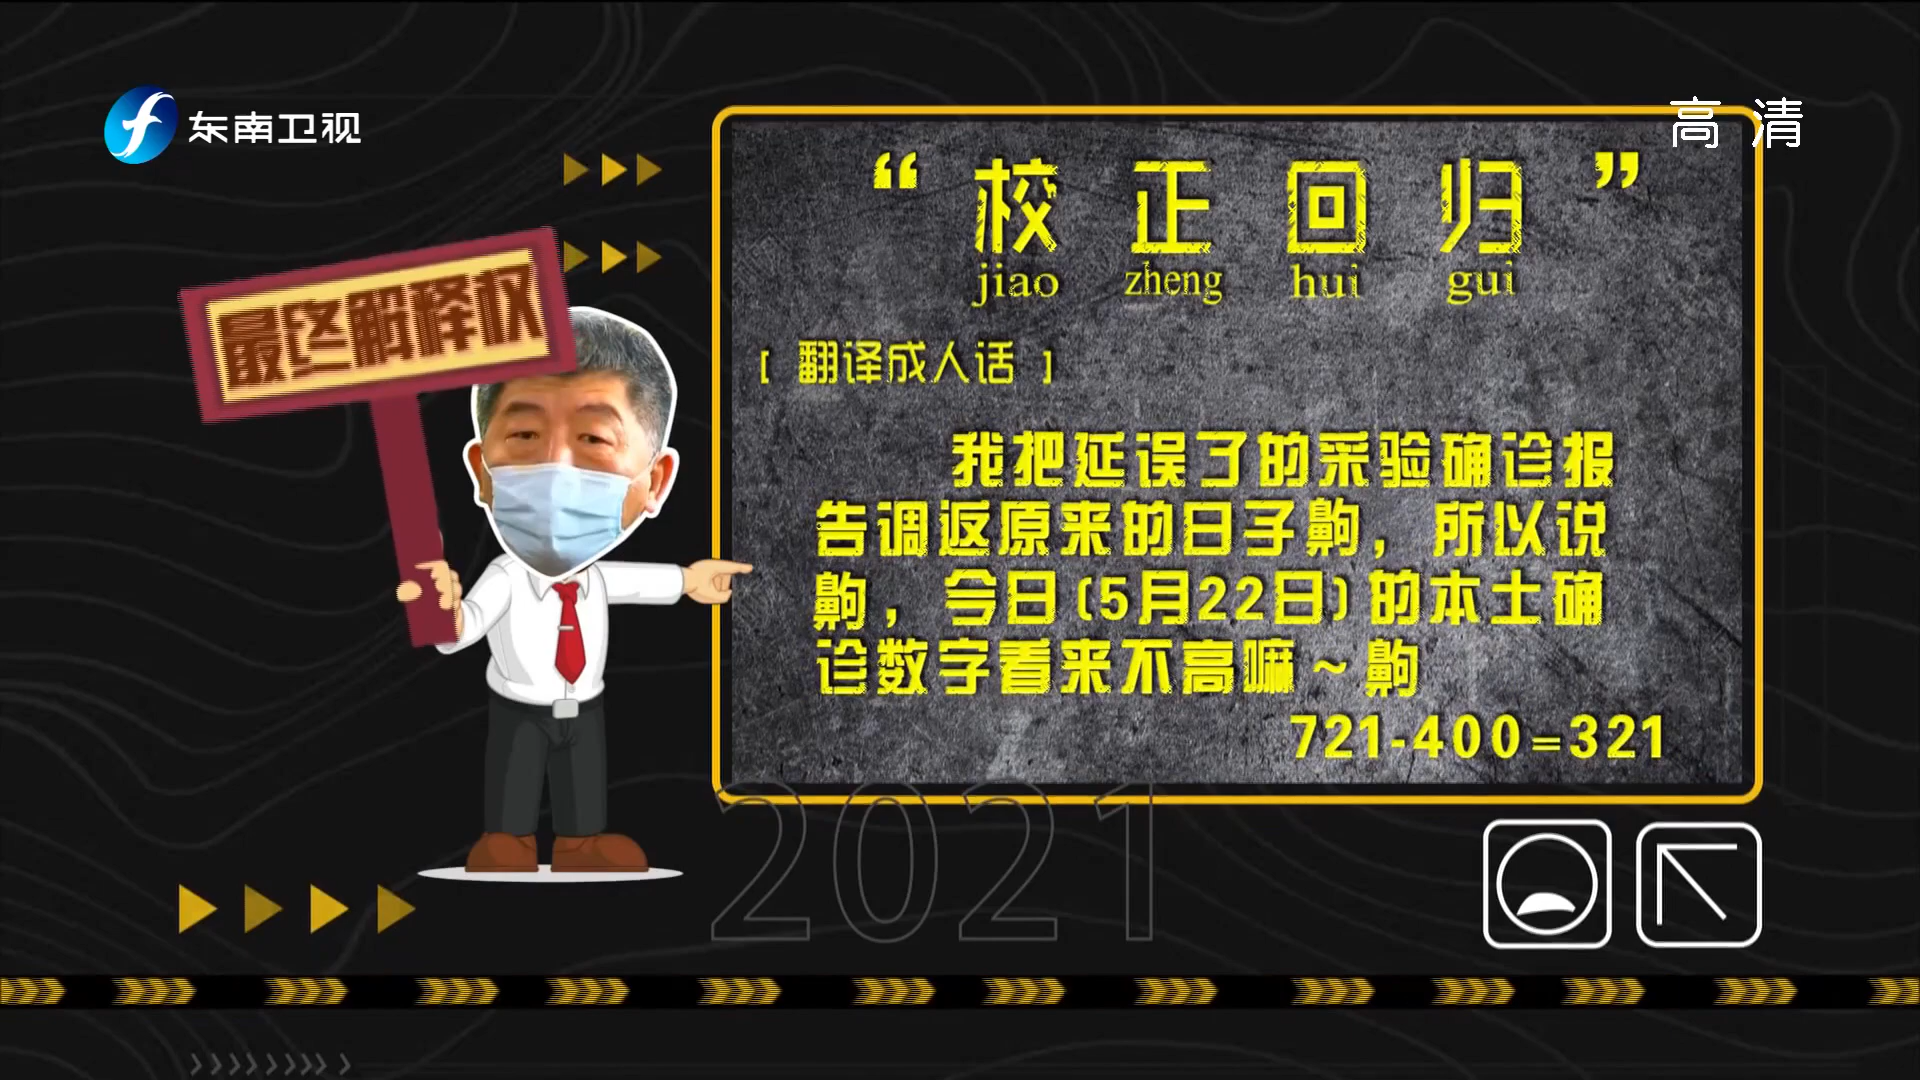 东南卫视
高清
最终解释权
“校正回归”
jiao zheng hui gui
[ 翻译成人话 ]
我把延误了的采验确诊报
告调返原来的日子齁，所以说
齁，今日(5月22日)的本土确
诊数字看来不高嘛~齁
721-400=321
2021